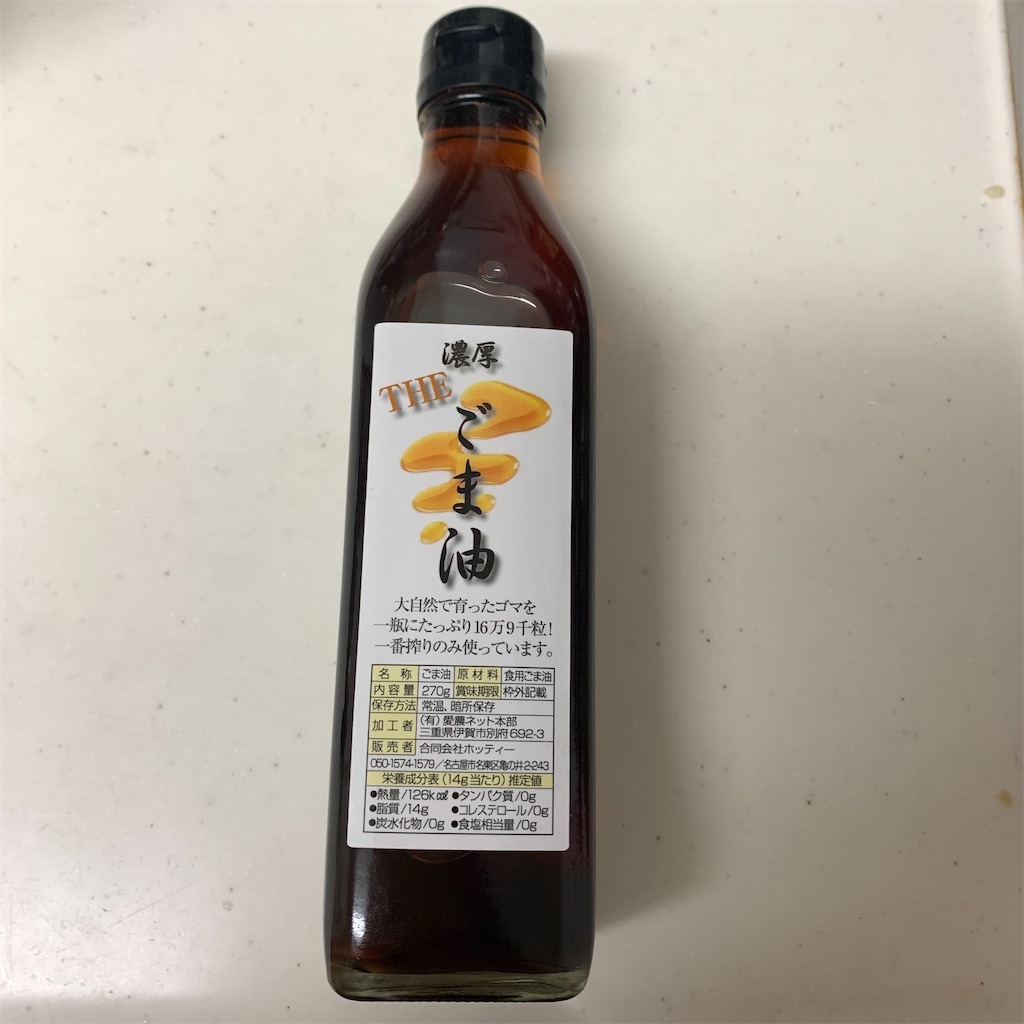 濃厚
THE
ごま油
大自然で育ったゴマを
一瓶にたっぷり16万9千粒!
一番搾りのみ使っています。
名称 ごま油 原材料 食用ごま油
内容量 270g 賞味期限 枠外記載
保存方法 常温、暗所保存
加工者 (有)愛農ネット本部
三重県伊賀市別府692-3
販売者 合同会社ホッティー
050-1574-1579/名古屋市名東区亀の井2-243
栄養成分表(14g当たり)推定値
●熱量/126kcal ●タンパク質/0g
●脂質/14g ●コレステロール/0g
●炭水化物/0g ●食塩相当量/0g